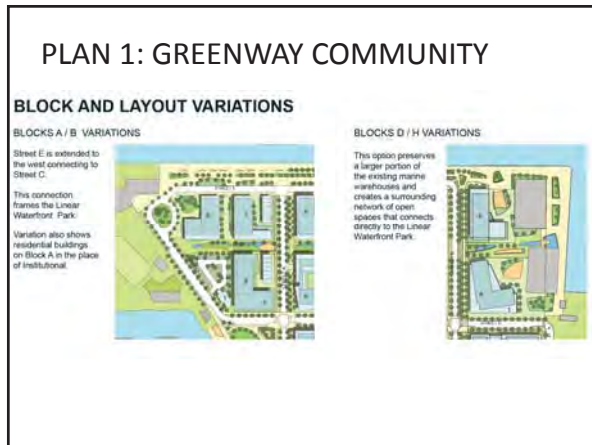 PLAN 1: GREENWAY COMMUNITY
BLOCK AND LAYOUT VARIATIONS
BLOCKS A / B VARIATIONS
Street E is extended to
the west connecting to
Street C.
This connection
frames the Linear
Waterfront Park.
Variation also shows
residential buildings
on Block A in the place
of Institutional.
BLOCKS D / H VARIATIONS
This option preserves
a larger portion of
the existing marine
warehouses and
creates a surrounding
network of open
spaces that connects
directly to the Linear
Waterfront Park.